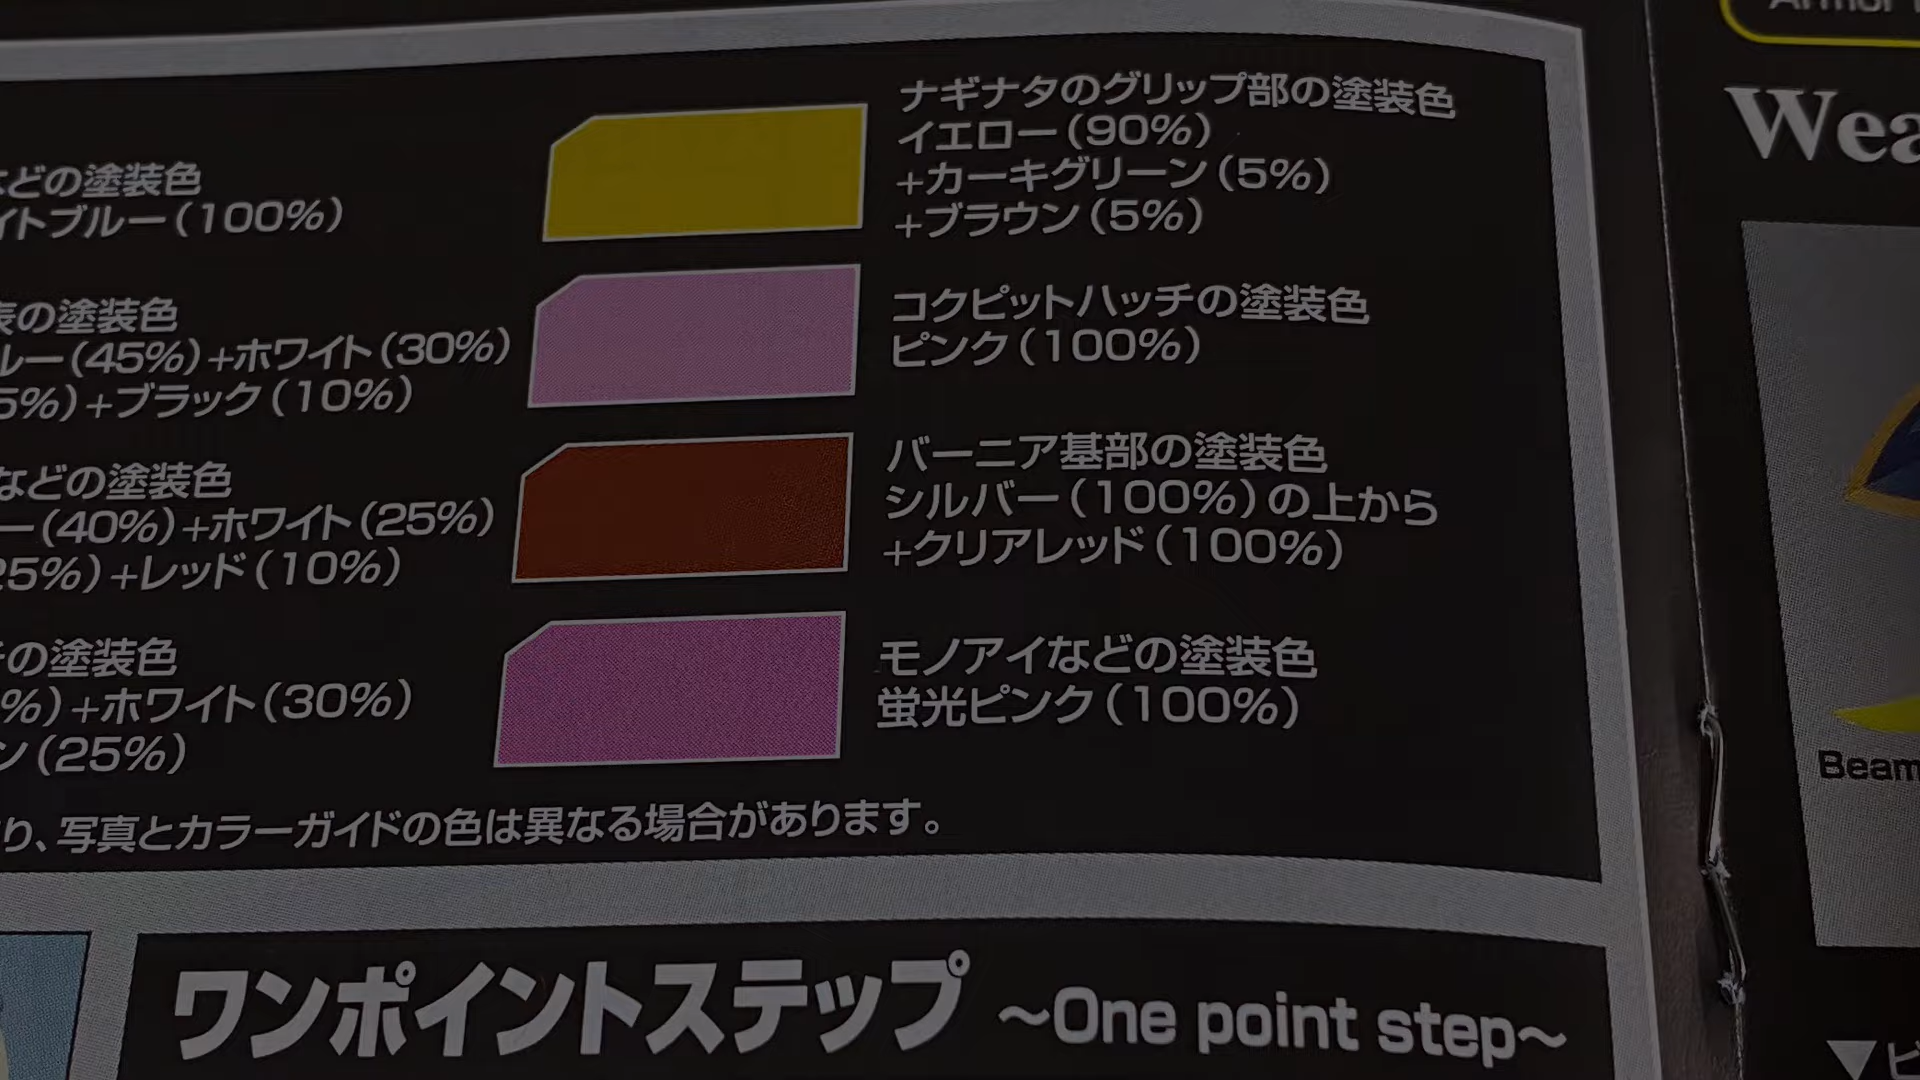 などの塗装色
イトブルー（100%）
表の塗装色
ルー（45%）+ホワイト（30%）
5%）+ブラック（10%）
などの塗装色
ー（40%）+ホワイト（25%）
25%）+レッド（10%）
の塗装色
%）+ホワイト（30%）
ン（25%）
ナギナタのグリップ部の塗装色
イエロー（90%）
+カーキグリーン（5%）
+ブラウン（5%）
コクピットハッチの塗装色
ピンク（100%）
バーニア基部の塗装色
シルバー（100%）の上から
+クリアレッド（100%）
モノアイなどの塗装色
蛍光ピンク（100%）
り、写真とカラーガイドの色は異なる場合があります。
ワンポイントステップ ～One point step～
Armor
Wea
Beam
▼ビ